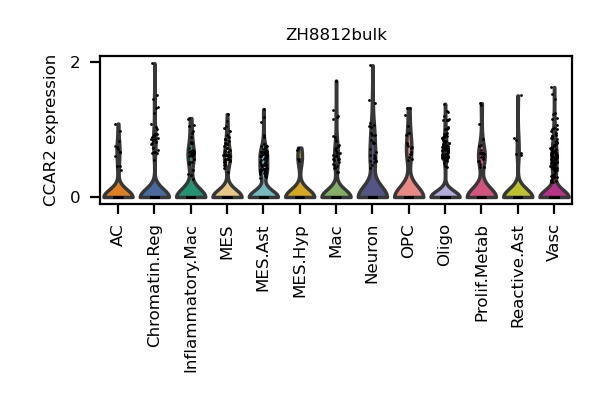 ZH8812bulk
CCAR2 expression
2
0
AC
Chromatin.Reg
Inflammatory.Mac
MES
MES.Ast
MES.Hyp
Mac
Neuron
OPC
Oligo
Prolif.Metab
Reactive.Ast
Vasc